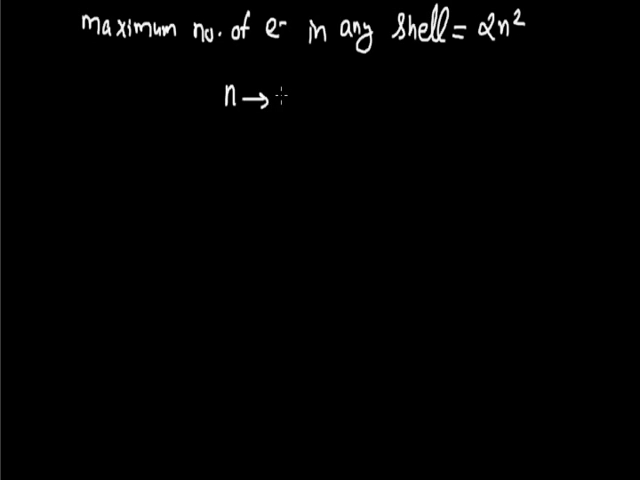 maximum no. of e- in any shell = 2n²
n →